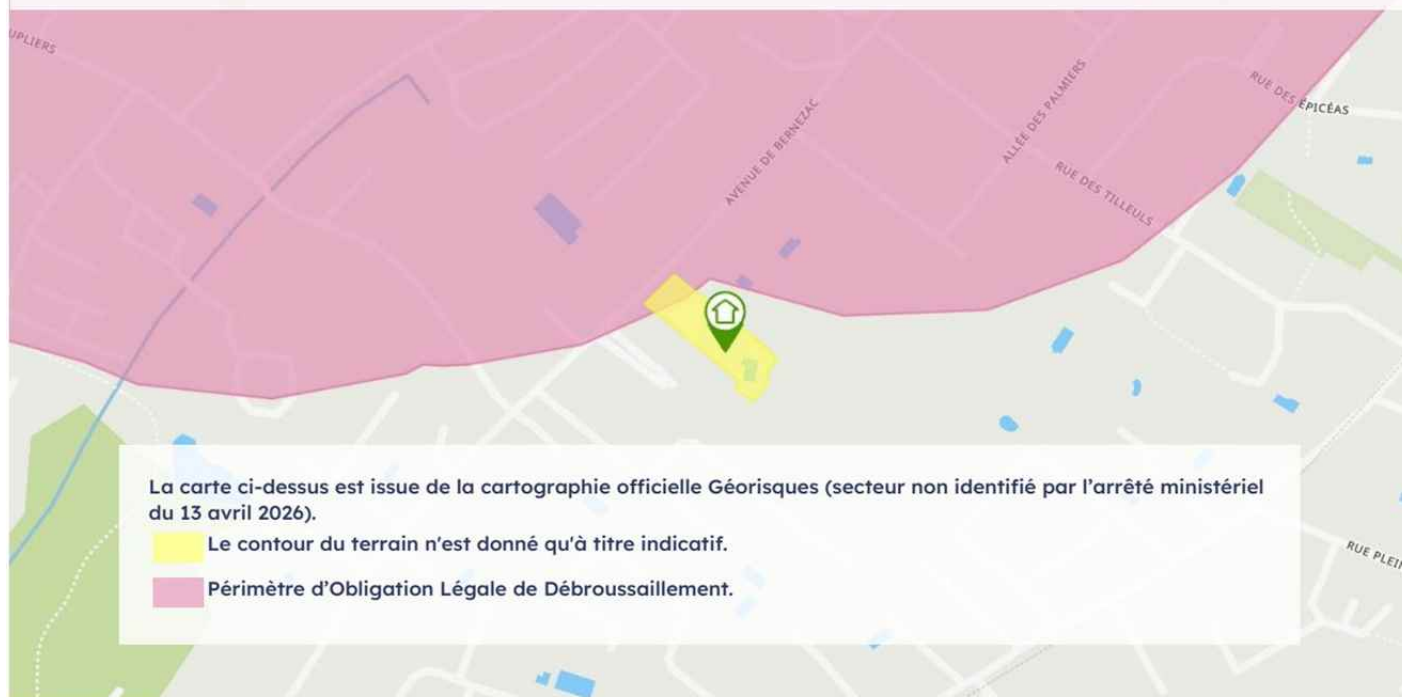 UPLIERS
AVENUE DE BERNEZAC
ALLÉE DES PALMIERS
RUE DES ÉPICÉAS
RUE DES TILLEULS
La carte ci-dessus est issue de la cartographie officielle Géorisques (secteur non identifié par l'arrêté ministériel
du 13 avril 2026).
Le contour du terrain n'est donné qu'à titre indicatif.
RUE PLEIN
Périmètre d'Obligation Légale de Débroussaillement.